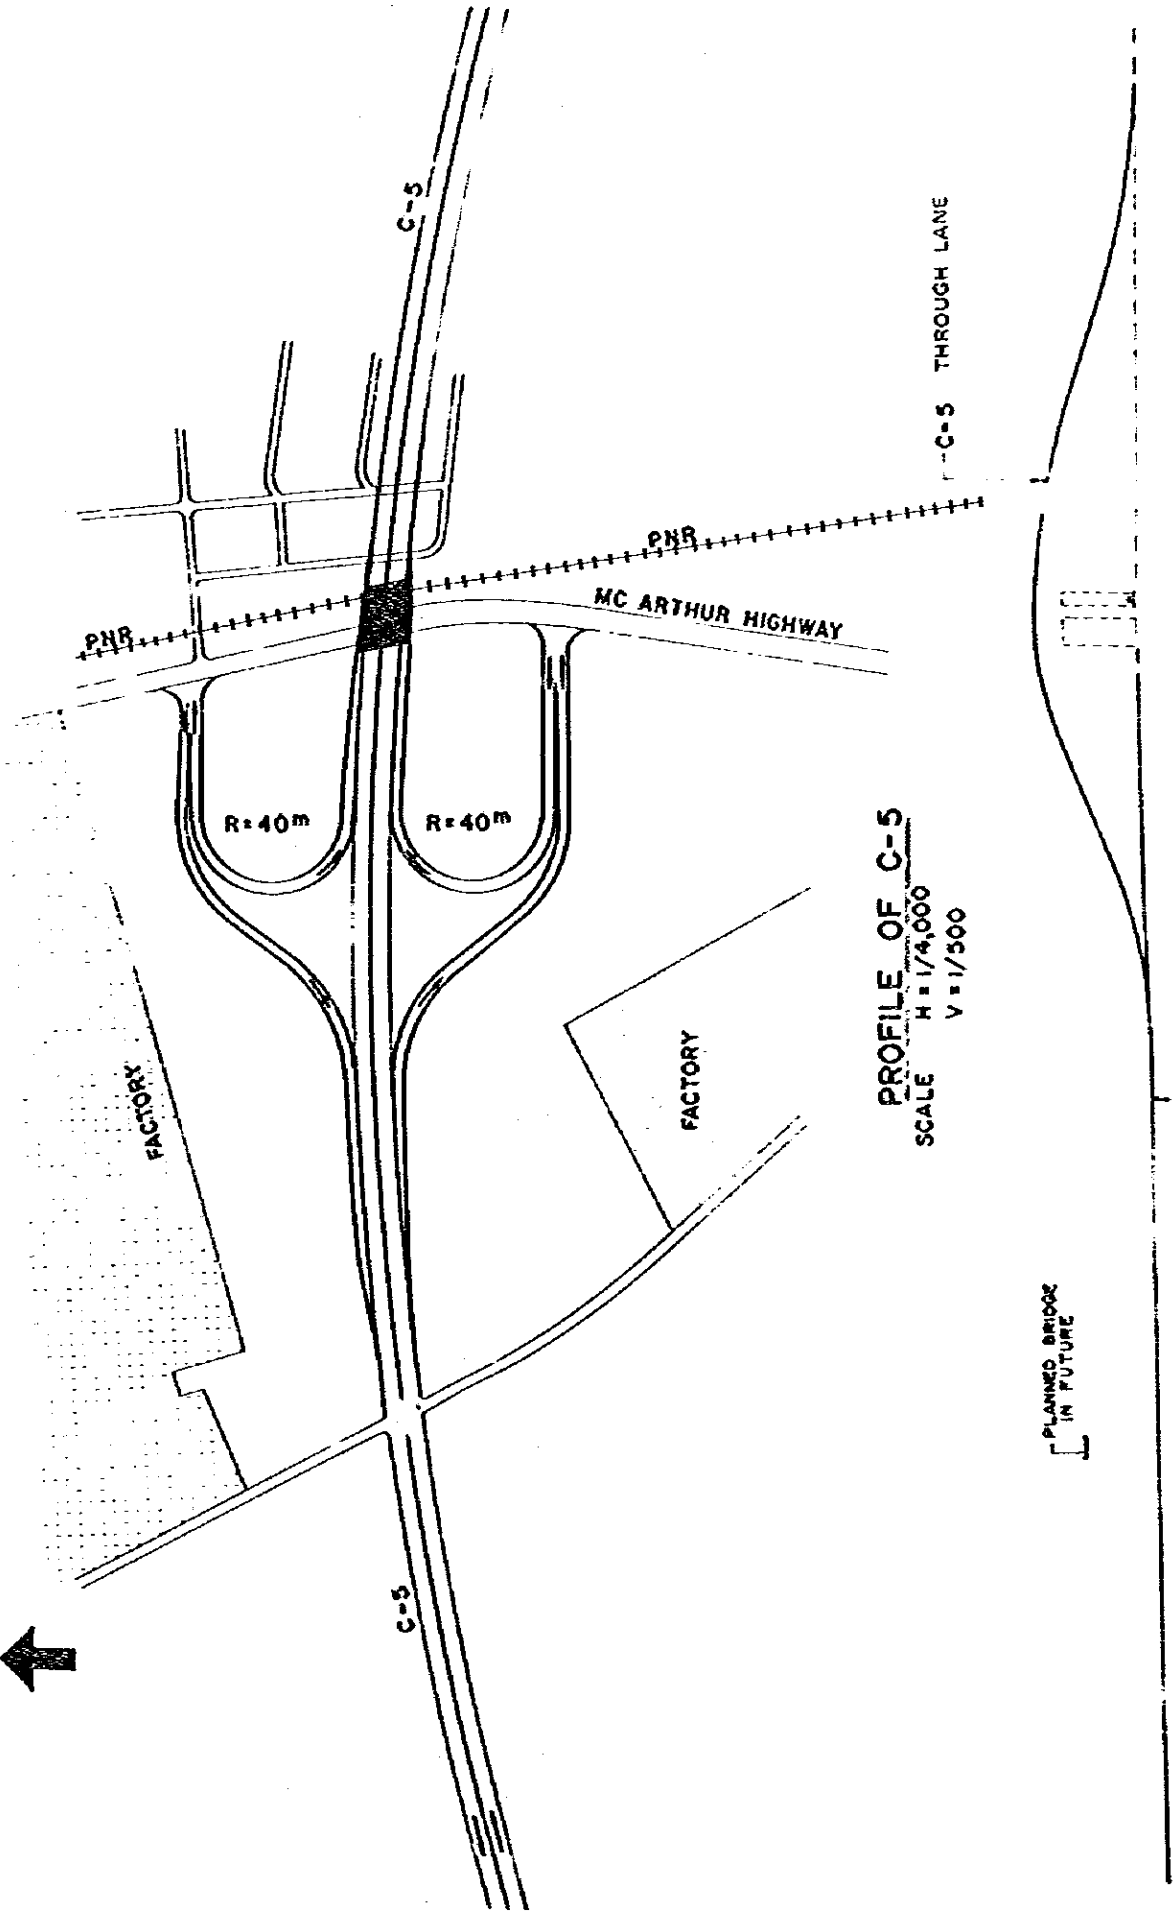 C-5
PNR
PNR
MC ARTHUR HIGHWAY
R=40m
R=40m
FACTORY
FACTORY
C-5
C-5 THROUGH LANE
PROFILE OF C-5
SCALE H = 1/4,000
V = 1/500
PLANNED BRIDGE
IN FUTURE